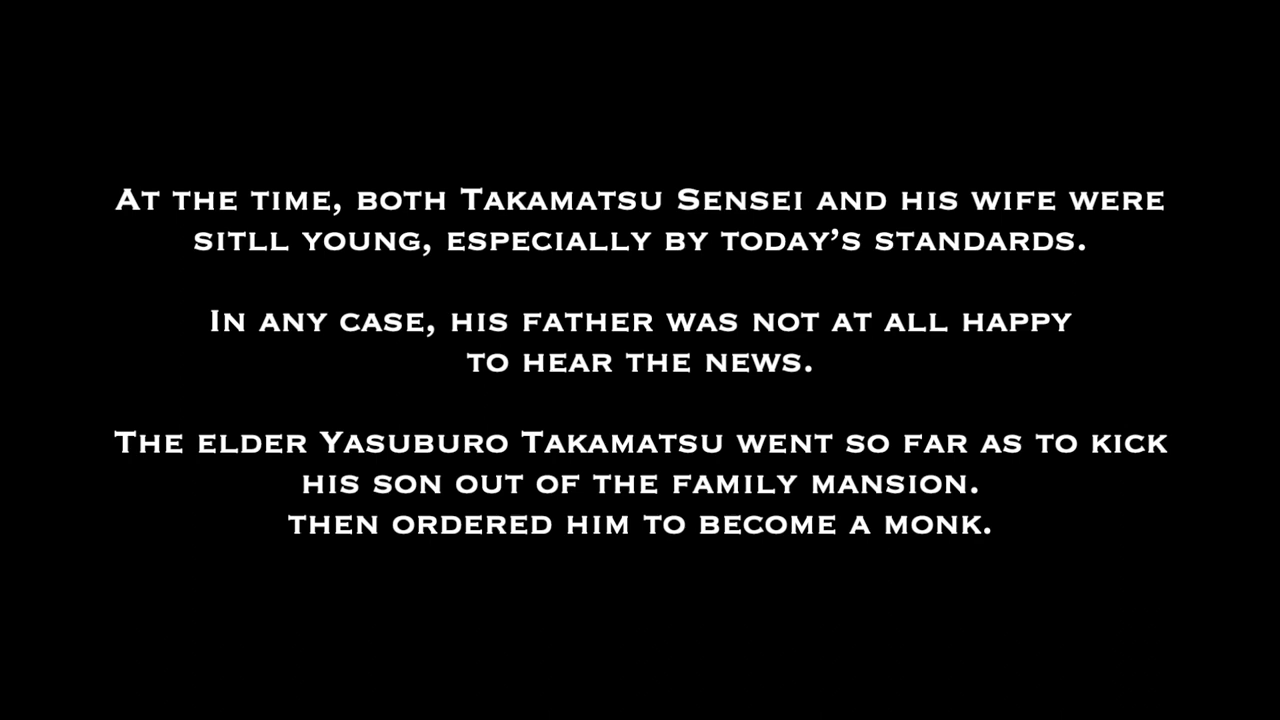 At the time, both Takamatsu Sensei and his wife were
sitll young, especially by today’s standards.
In any case, his father was not at all happy
to hear the news.
The elder Yasuburo Takamatsu went so far as to kick
his son out of the family mansion.
then ordered him to become a monk.